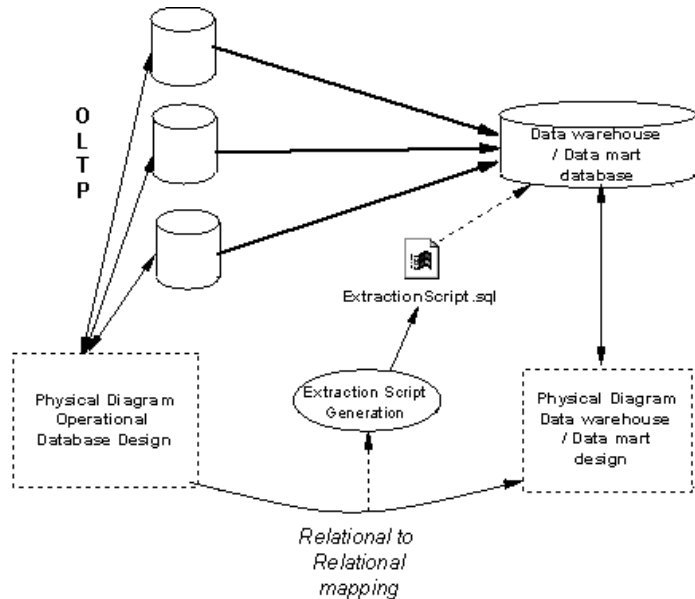 O
L
T
P
Data warehouse
/ Data mart
database
ExtractionScript.sql
Physical Diagram
Operational
Database Design
Extraction Script
Generation
Physical Diagram
Data warehouse
/ Data mart
design
Relational to
Relational
mapping